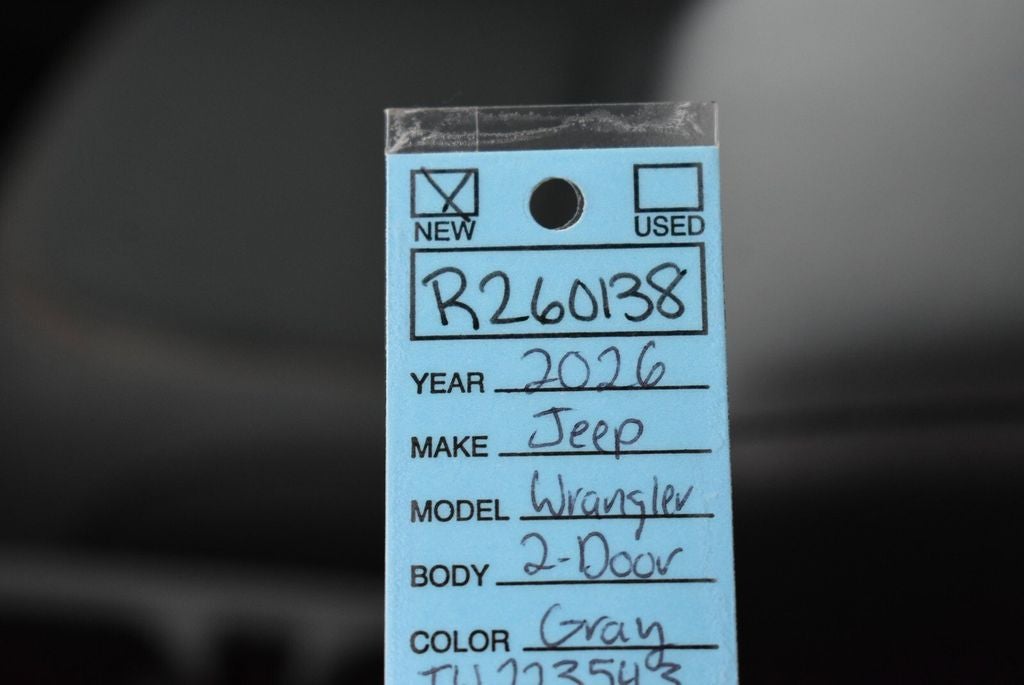 NEW USED
R260138
YEAR 2026
MAKE Jeep
MODEL Wrangler
BODY 2-Door
COLOR Gray